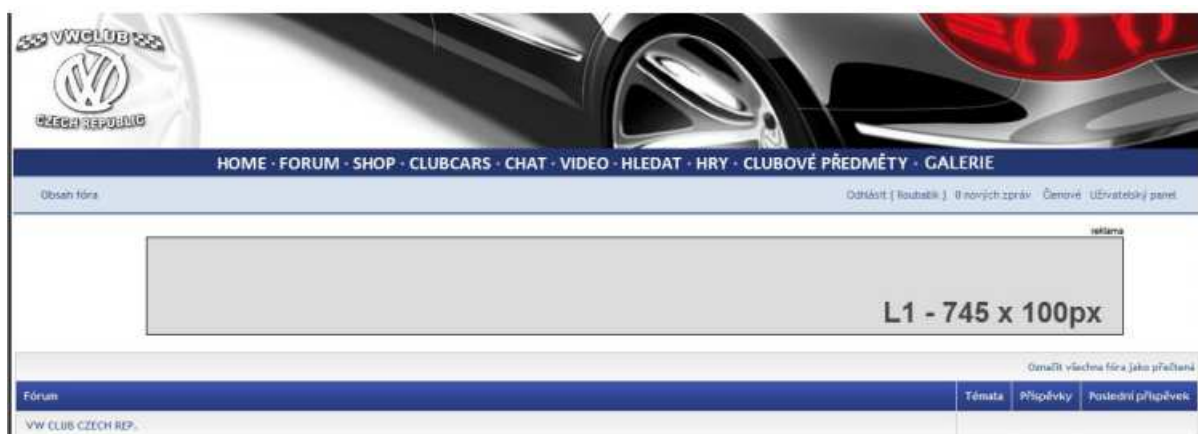 VWCLUB
CZECH REPUBLIC
HOME · FORUM · SHOP · CLUBCARS · CHAT · VIDEO · HLEDAT · HRY · CLUBOVÉ PŘEDMĚTY · GALERIE
Obsah fóra
Odhlásit [ Roubalik ] 0 nových zpráv Členové Uživatelský panel
reklama
L1 - 745 x 100px
Označit všechna fóra jako přečtená
Fórum Témata Příspěvky Poslední příspěvek
VW CLUB CZECH REP.